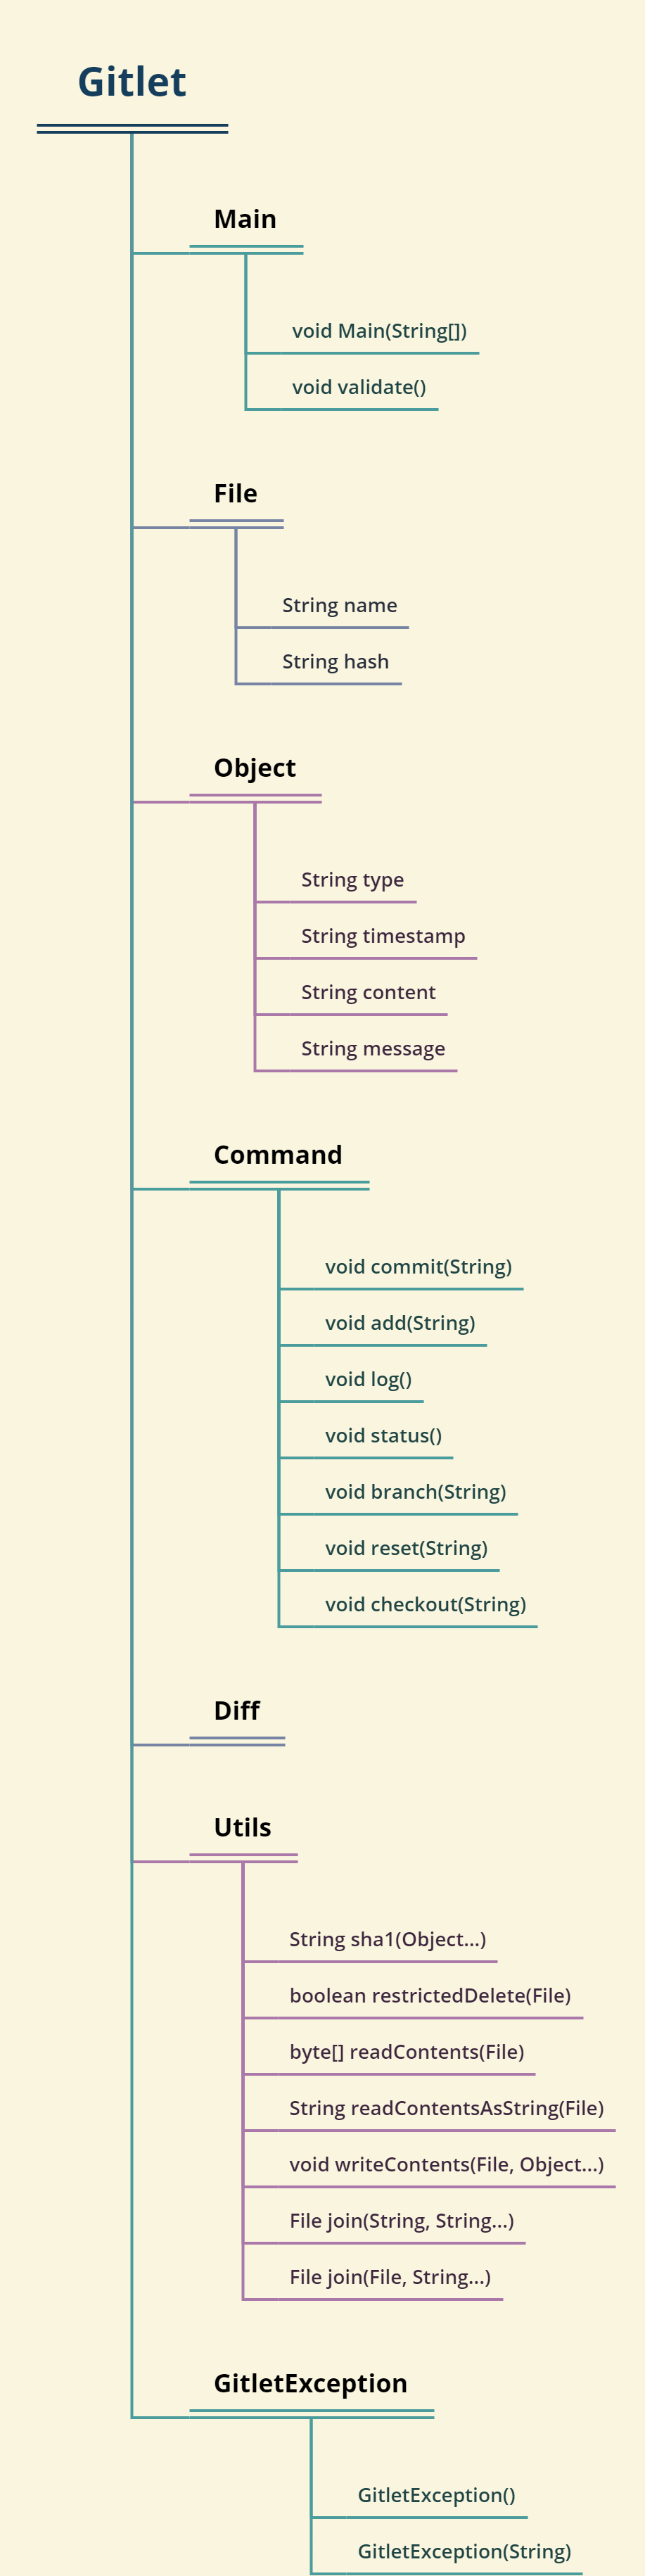 Gitlet
Main
void Main(String[])
void validate()
File
String name
String hash
Object
String type
String timestamp
String content
String message
Command
void commit(String)
void add(String)
void log()
void status()
void branch(String)
void reset(String)
void checkout(String)
Diff
Utils
String sha1(Object...)
boolean restrictedDelete(File)
byte[] readContents(File)
String readContentsAsString(File)
void writeContents(File, Object...)
File join(String, String...)
File join(File, String...)
GitletException
GitletException()
GitletException(String)